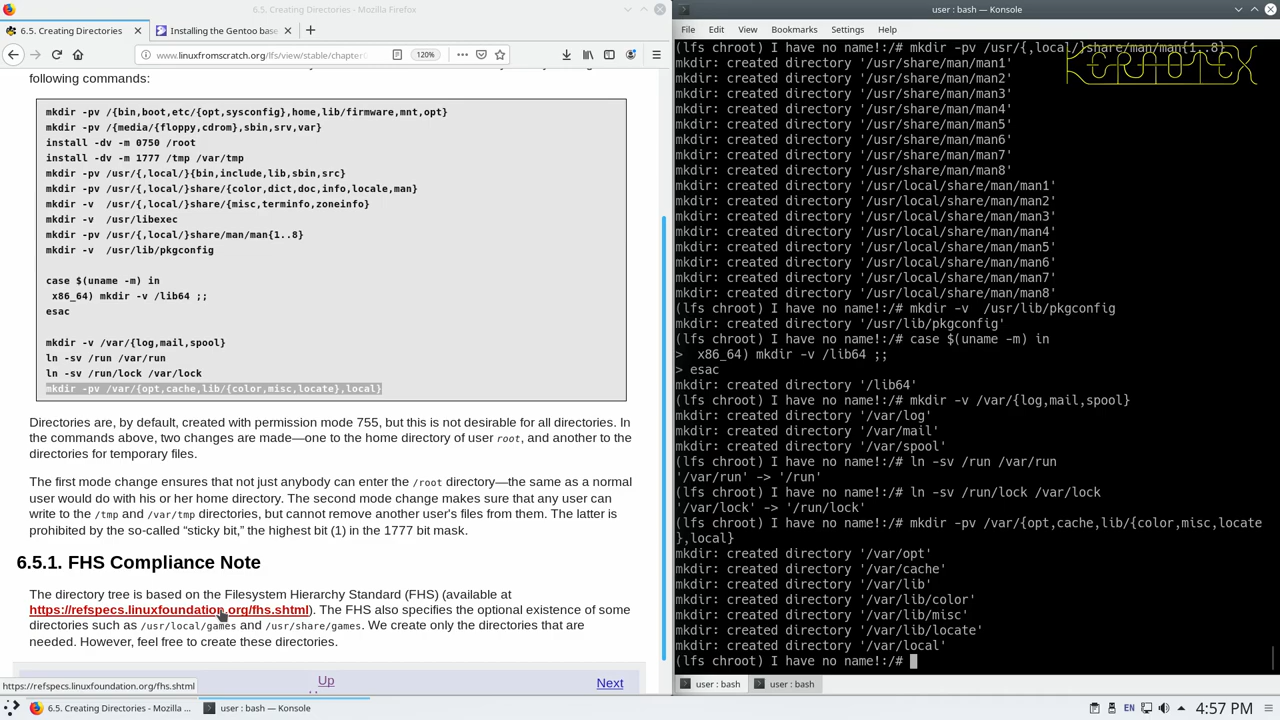 6.5. Creating Directories - Mozilla Firefox
6.5. Creating Directories
Installing the Gentoo base
www.linuxfromscratch.org/lfs/view/stable/chapter0
120%
following commands:
mkdir -pv /{bin,boot,etc/{opt,sysconfig},home,lib/firmware,mnt,opt}
mkdir -pv /{media/{floppy,cdrom},sbin,srv,var}
install -dv -m 0750 /root
install -dv -m 1777 /tmp /var/tmp
mkdir -pv /usr/{,local/}{bin,include,lib,sbin,src}
mkdir -pv /usr/{,local/}share/{color,dict,doc,info,locale,man}
mkdir -v  /usr/{,local/}share/{misc,terminfo,zoneinfo}
mkdir -v  /usr/libexec
mkdir -pv /usr/{,local/}share/man/man{1..8}
mkdir -v  /usr/lib/pkgconfig
case $(uname -m) in
x86_64) mkdir -v /lib64 ;;
esac
mkdir -v /var/{log,mail,spool}
ln -sv /run /var/run
ln -sv /run/lock /var/lock
mkdir -pv /var/{opt,cache,lib/{color,misc,locate},local}
Directories are, by default, created with permission mode 755, but this is not desirable for all directories. In
the commands above, two changes are made—one to the home directory of user root, and another to the
directories for temporary files.
The first mode change ensures that not just anybody can enter the /root directory—the same as a normal
user would do with his or her home directory. The second mode change makes sure that any user can
write to the /tmp and /var/tmp directories, but cannot remove another user's files from them. The latter is
prohibited by the so-called “sticky bit,” the highest bit (1) in the 1777 bit mask.
6.5.1. FHS Compliance Note
The directory tree is based on the Filesystem Hierarchy Standard (FHS) (available at
https://refspecs.linuxfoundation.org/fhs.shtml). The FHS also specifies the optional existence of some
directories such as /usr/local/games and /usr/share/games. We create only the directories that are
needed. However, feel free to create these directories.
Up
Next
https://refspecs.linuxfoundation.org/fhs.shtml
user : bash — Konsole
File Edit View Bookmarks Settings Help
(lfs chroot) I have no name!:/# mkdir -pv /usr/{,local/}share/man/man{1..8}
KERNOTEX
mkdir: created directory '/usr/share/man/man1'
mkdir: created directory '/usr/share/man/man2'
mkdir: created directory '/usr/share/man/man3'
mkdir: created directory '/usr/share/man/man4'
mkdir: created directory '/usr/share/man/man5'
mkdir: created directory '/usr/share/man/man6'
mkdir: created directory '/usr/share/man/man7'
mkdir: created directory '/usr/share/man/man8'
mkdir: created directory '/usr/local/share/man/man1'
mkdir: created directory '/usr/local/share/man/man2'
mkdir: created directory '/usr/local/share/man/man3'
mkdir: created directory '/usr/local/share/man/man4'
mkdir: created directory '/usr/local/share/man/man5'
mkdir: created directory '/usr/local/share/man/man6'
mkdir: created directory '/usr/local/share/man/man7'
mkdir: created directory '/usr/local/share/man/man8'
(lfs chroot) I have no name!:/# mkdir -v  /usr/lib/pkgconfig
mkdir: created directory '/usr/lib/pkgconfig'
(lfs chroot) I have no name!:/# case $(uname -m) in
>  x86_64) mkdir -v /lib64 ;;
> esac
mkdir: created directory '/lib64'
(lfs chroot) I have no name!:/# mkdir -v /var/{log,mail,spool}
mkdir: created directory '/var/log'
mkdir: created directory '/var/mail'
mkdir: created directory '/var/spool'
(lfs chroot) I have no name!:/# ln -sv /run /var/run
'/var/run' -> '/run'
(lfs chroot) I have no name!:/# ln -sv /run/lock /var/lock
'/var/lock' -> '/run/lock'
(lfs chroot) I have no name!:/# mkdir -pv /var/{opt,cache,lib/{color,misc,locate
},local}
mkdir: created directory '/var/opt'
mkdir: created directory '/var/cache'
mkdir: created directory '/var/lib'
mkdir: created directory '/var/lib/color'
mkdir: created directory '/var/lib/misc'
mkdir: created directory '/var/lib/locate'
mkdir: created directory '/var/local'
(lfs chroot) I have no name!:/#
user : bash
user : bash
6.5. Creating Directories - Mozilla ...
user : bash — Konsole
EN
4:57 PM